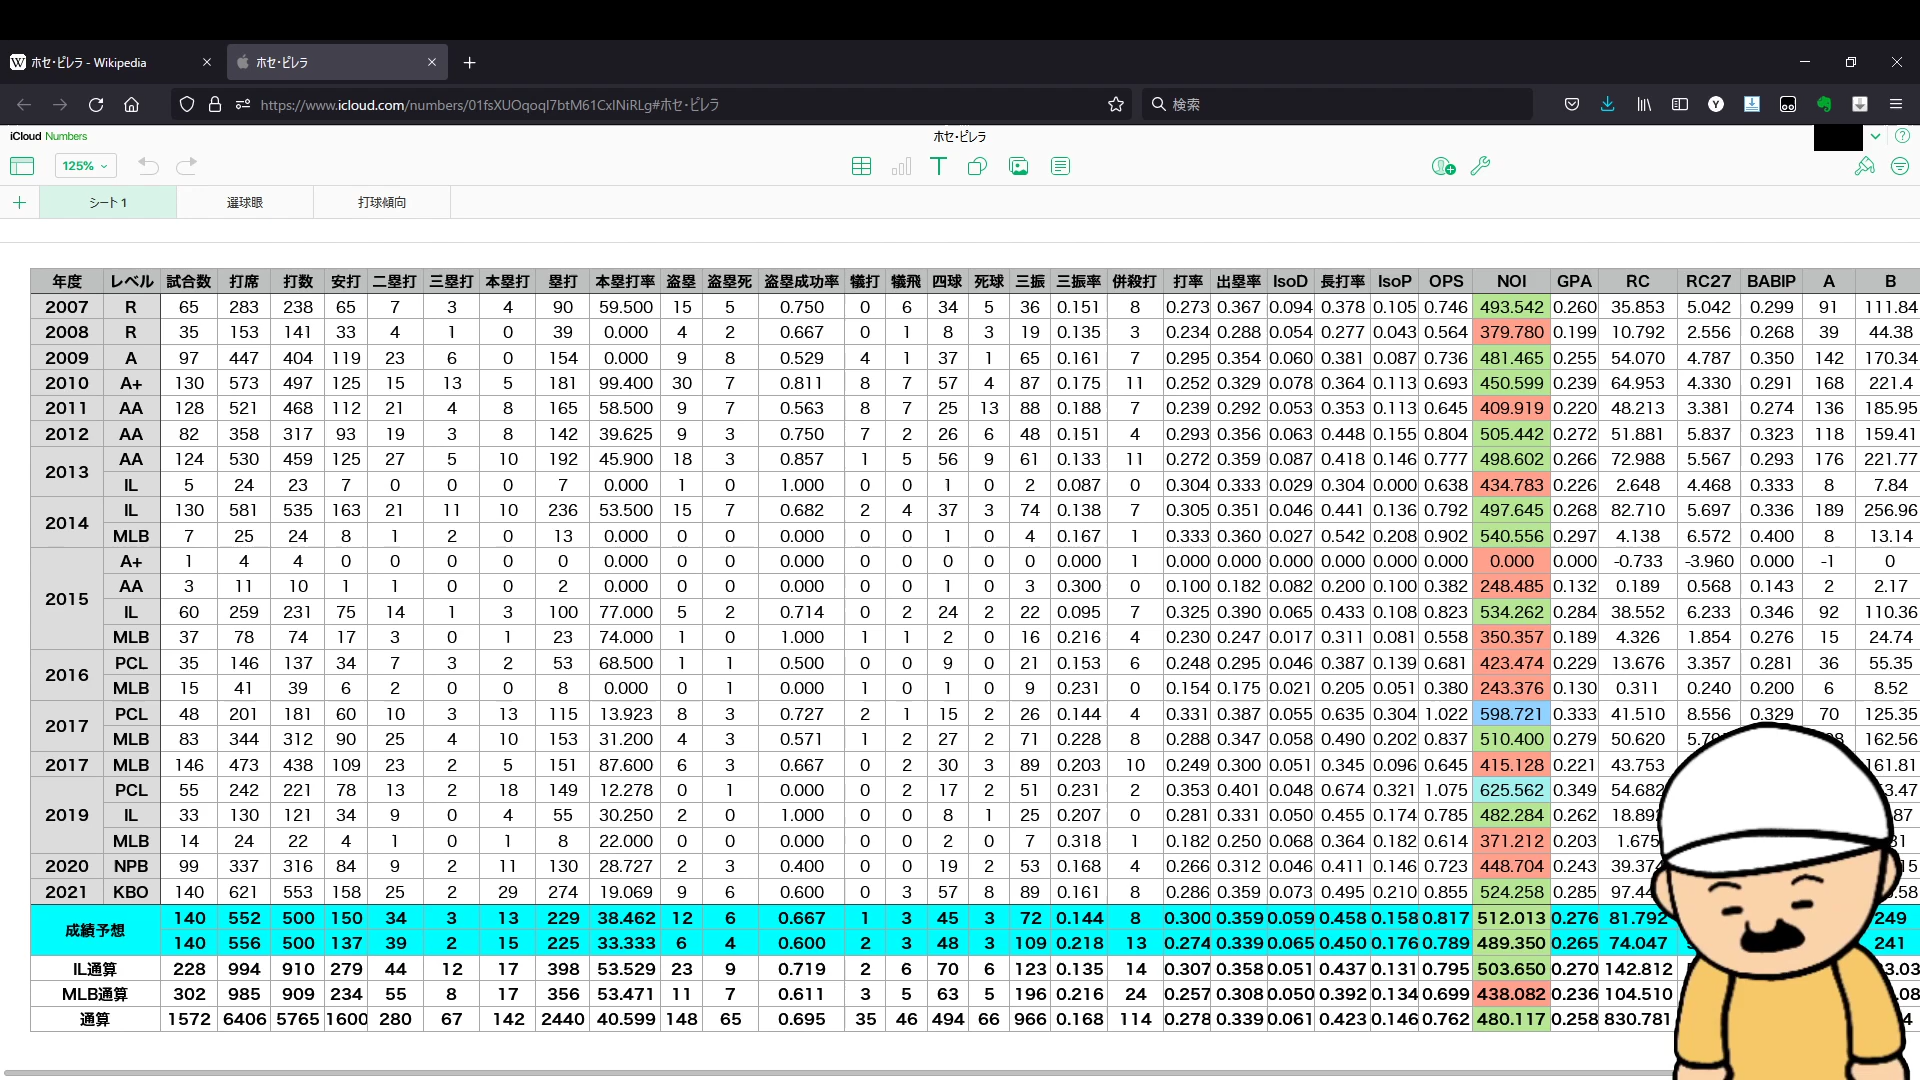 ホセ・ピレラ - Wikipedia
ホセ・ピレラ
https://www.icloud.com/numbers/01fsXUOqoqI7btM61CxINiRLg#ホセ・ピレラ
検索
iCloud Numbers
ホセ・ピレラ
125%
シート 1 選球眼 打球傾向
年度 レベル 試合数 打席 打数 安打 二塁打 三塁打 本塁打 塁打 本塁打率 盗塁 盗塁死 盗塁成功率 犠打 犠飛 四球 死球 三振 三振率 併殺打 打率 出塁率 IsoD 長打率 IsoP OPS NOI GPA RC RC27 BABIP A B
2007 R 65 283 238 65 7 3 4 90 59.500 15 5 0.750 0 6 34 5 36 0.151 8 0.273 0.367 0.094 0.378 0.105 0.746 493.542 0.260 35.853 5.042 0.299 91 111.84
2008 R 35 153 141 33 4 1 0 39 0.000 4 2 0.667 0 1 8 3 19 0.135 3 0.234 0.288 0.054 0.277 0.043 0.564 379.780 0.199 10.792 2.556 0.268 39 44.38
2009 A 97 447 404 119 23 6 0 154 0.000 9 8 0.529 4 1 37 1 65 0.161 7 0.295 0.354 0.060 0.381 0.087 0.736 481.465 0.255 54.070 4.787 0.350 142 170.34
2010 A+ 130 573 497 125 15 13 5 181 99.400 30 7 0.811 8 7 57 4 87 0.175 11 0.252 0.329 0.078 0.364 0.113 0.693 450.599 0.239 64.953 4.330 0.291 168 221.4
2011 AA 128 521 468 112 21 4 8 165 58.500 9 7 0.563 8 7 25 13 88 0.188 7 0.239 0.292 0.053 0.353 0.113 0.645 409.919 0.220 48.213 3.381 0.274 136 185.95
2012 AA 82 358 317 93 19 3 8 142 39.625 9 3 0.750 7 2 26 6 48 0.151 4 0.293 0.356 0.063 0.448 0.155 0.804 505.442 0.272 51.881 5.837 0.323 118 159.41
2013 AA 124 530 459 125 27 5 10 192 45.900 18 3 0.857 1 5 56 9 61 0.133 11 0.272 0.359 0.087 0.418 0.146 0.777 498.602 0.266 72.988 5.567 0.293 176 221.77
IL 5 24 23 7 0 0 0 7 0.000 1 0 1.000 0 0 1 0 2 0.087 0 0.304 0.333 0.029 0.304 0.000 0.638 434.783 0.226 2.648 4.468 0.333 8 7.84
2014 IL 130 581 535 163 21 11 10 236 53.500 15 7 0.682 2 4 37 3 74 0.138 7 0.305 0.351 0.046 0.441 0.136 0.792 497.645 0.268 82.710 5.697 0.336 189 256.96
MLB 7 25 24 8 1 2 0 13 0.000 0 0 0.000 0 0 1 0 4 0.167 1 0.333 0.360 0.027 0.542 0.208 0.902 540.556 0.297 4.138 6.572 0.400 8 13.14
2015 A+ 1 4 4 0 0 0 0 0 0.000 0 0 0.000 0 0 0 0 0 0.000 1 0.000 0.000 0.000 0.000 0.000 0.000 0.000 0.000 -0.733 -3.960 0.000 -1 0
AA 3 11 10 1 1 0 0 2 0.000 0 0 0.000 0 0 1 0 3 0.300 0 0.100 0.182 0.082 0.200 0.100 0.382 248.485 0.132 0.189 0.568 0.143 2 2.17
IL 60 259 231 75 14 1 3 100 77.000 5 2 0.714 0 2 24 2 22 0.095 7 0.325 0.390 0.065 0.433 0.108 0.823 534.262 0.284 38.552 6.233 0.346 92 110.36
MLB 37 78 74 17 3 0 1 23 74.000 1 0 1.000 1 1 2 0 16 0.216 4 0.230 0.247 0.017 0.311 0.081 0.558 350.357 0.189 4.326 1.854 0.276 15 24.74
2016 PCL 35 146 137 34 7 3 2 53 68.500 1 1 0.500 0 0 9 0 21 0.153 6 0.248 0.295 0.046 0.387 0.139 0.681 423.474 0.229 13.676 3.357 0.281 36 55.35
MLB 15 41 39 6 2 0 0 8 0.000 0 1 0.000 1 0 1 0 9 0.231 0 0.154 0.175 0.021 0.205 0.051 0.380 243.376 0.130 0.311 0.240 0.200 6 8.52
2017 PCL 48 201 181 60 10 3 13 115 13.923 8 3 0.727 2 1 15 2 26 0.144 4 0.331 0.387 0.055 0.635 0.304 1.022 598.721 0.333 41.510 8.556 0.329 70 125.35
MLB 83 344 312 90 25 4 10 153 31.200 4 3 0.571 1 2 27 2 71 0.228 8 0.288 0.347 0.058 0.490 0.202 0.837 510.400 0.279 50.620 162.56
2017 MLB 146 473 438 109 23 2 5 151 87.600 6 3 0.667 0 2 30 3 89 0.203 10 0.249 0.300 0.051 0.345 0.096 0.645 415.128 0.221 43.753 161.81
2019 PCL 55 242 221 78 13 2 18 149 12.278 0 1 0.000 0 2 17 2 51 0.231 2 0.353 0.401 0.048 0.674 0.321 1.075 625.562 0.349 54.682 3.47
IL 33 130 121 34 9 0 4 55 30.250 2 0 1.000 0 0 8 1 25 0.207 0 0.281 0.331 0.050 0.455 0.174 0.785 482.284 0.262 18.892 87
MLB 14 24 22 4 1 0 1 8 22.000 0 0 0.000 0 0 2 0 7 0.318 1 0.182 0.250 0.068 0.364 0.182 0.614 371.212 0.203 1.675 31
2020 NPB 99 337 316 84 9 2 11 130 28.727 2 3 0.400 0 0 19 2 53 0.168 4 0.266 0.312 0.046 0.411 0.146 0.723 448.704 0.243 39.374 15
2021 KBO 140 621 553 158 25 2 29 274 19.069 9 6 0.600 0 3 57 8 89 0.161 8 0.286 0.359 0.073 0.495 0.210 0.855 524.258 0.285 97.44 .58
成績予想 140 552 500 150 34 3 13 229 38.462 12 6 0.667 1 3 45 3 72 0.144 8 0.300 0.359 0.059 0.458 0.158 0.817 512.013 0.276 81.792 249
140 556 500 137 39 2 15 225 33.333 6 4 0.600 2 3 48 3 109 0.218 13 0.274 0.339 0.065 0.450 0.176 0.789 489.350 0.265 74.047 241
IL通算 228 994 910 279 44 12 17 398 53.529 23 9 0.719 2 6 70 6 123 0.135 14 0.307 0.358 0.051 0.437 0.131 0.795 503.650 0.270 142.812 3.03
MLB通算 302 985 909 234 55 8 17 356 53.471 11 7 0.611 3 5 63 5 196 0.216 24 0.257 0.308 0.050 0.392 0.134 0.699 438.082 0.236 104.510 .08
通算 1572 6406 5765 1600 280 67 142 2440 40.599 148 65 0.695 35 46 494 66 966 0.168 114 0.278 0.339 0.061 0.423 0.146 0.762 480.117 0.258 830.781 4